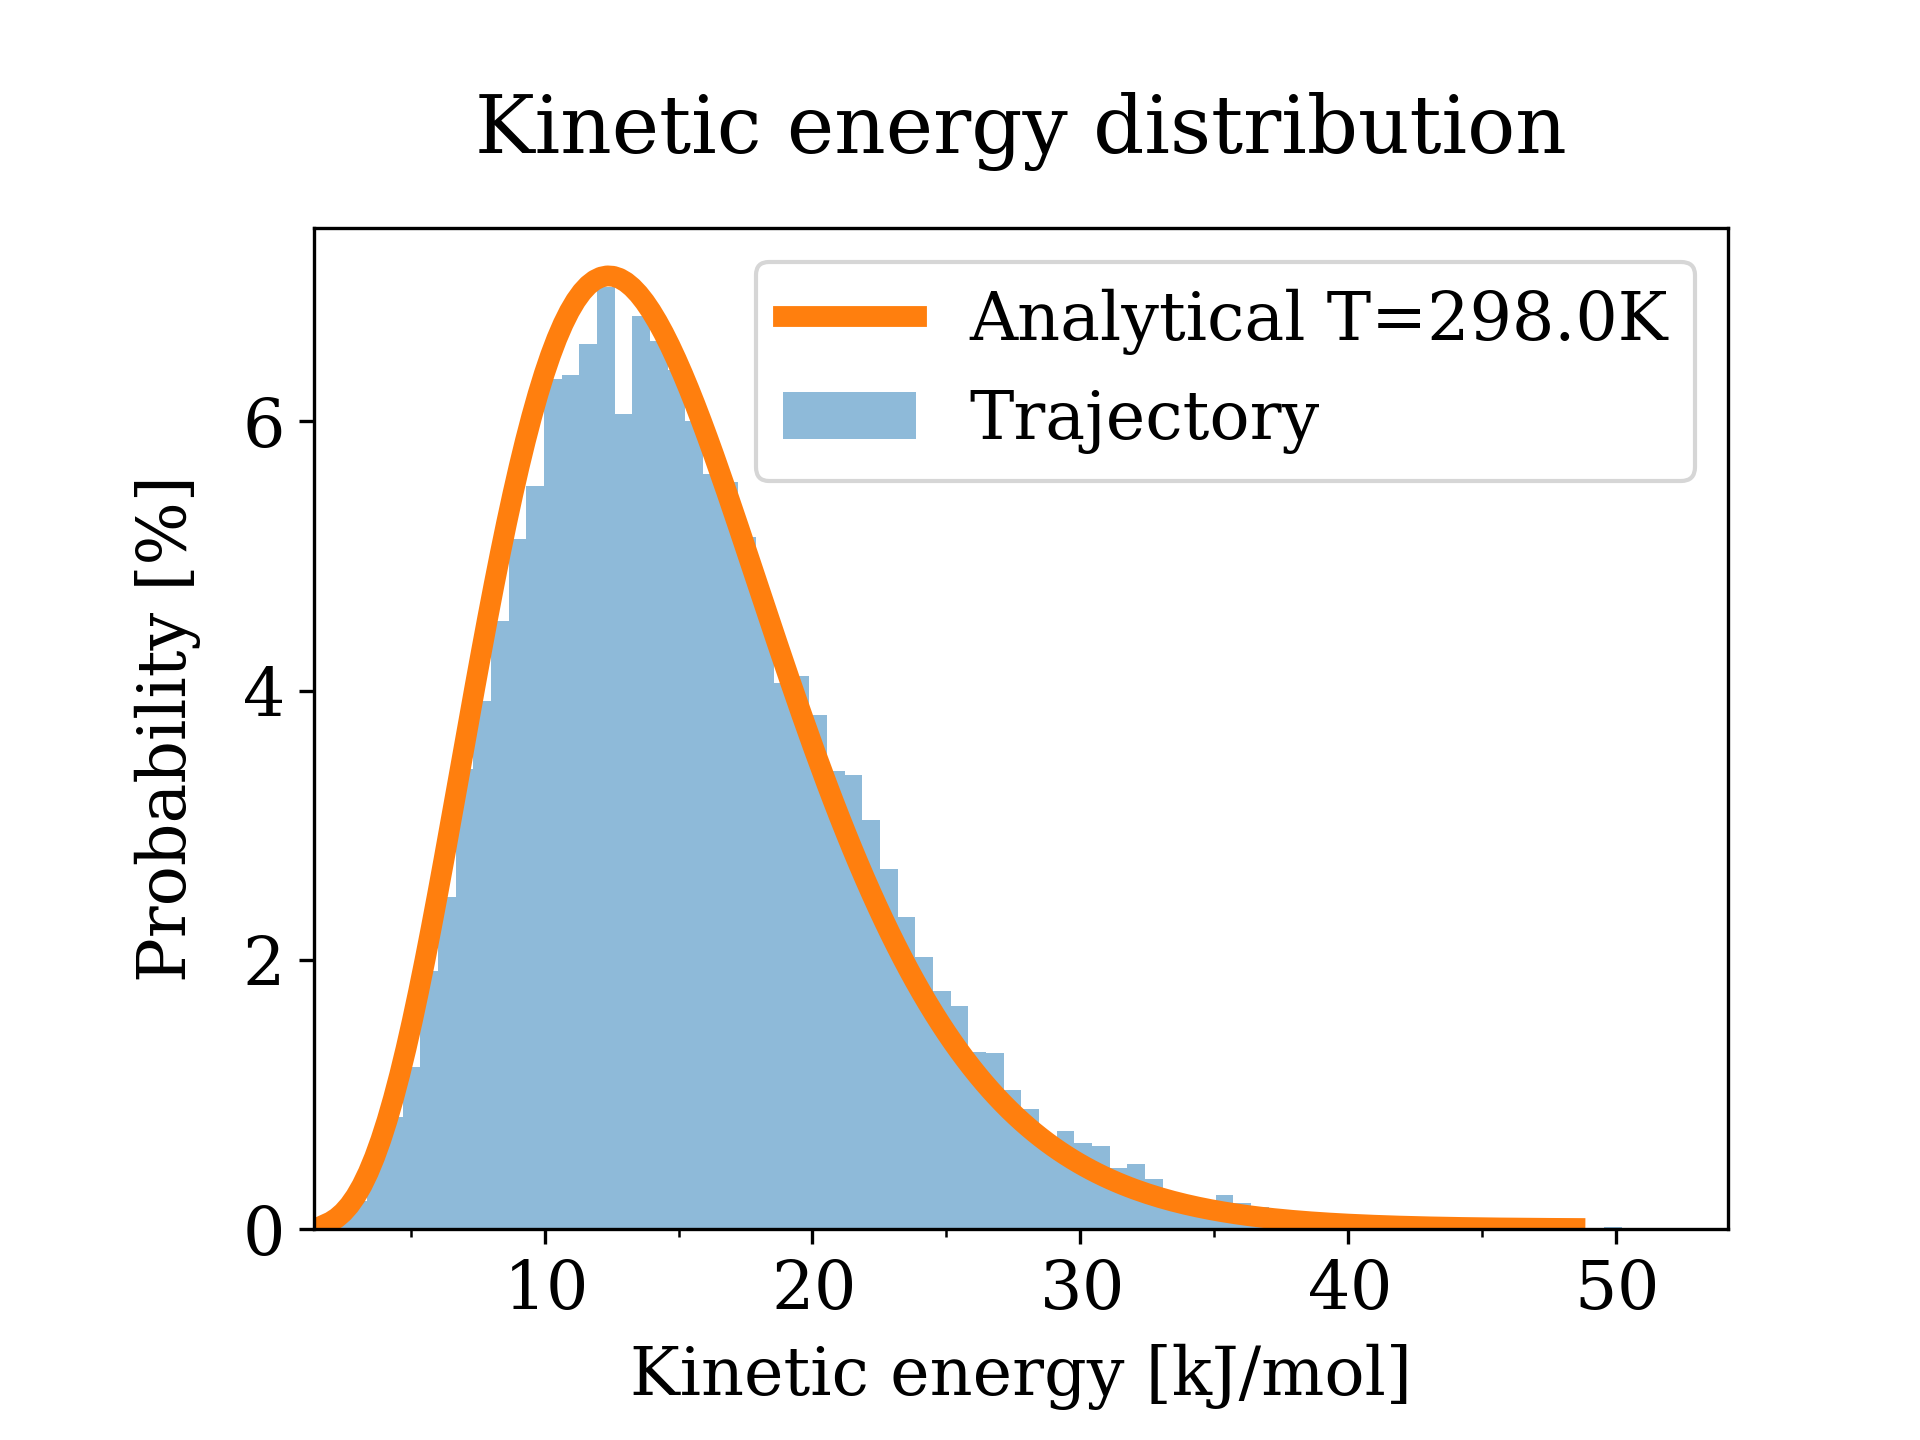 Kinetic energy distribution
Analytical T=298.0K
Trajectory
Probability [%]
6
4
2
0
10 20 30 40 50
Kinetic energy [kJ/mol]